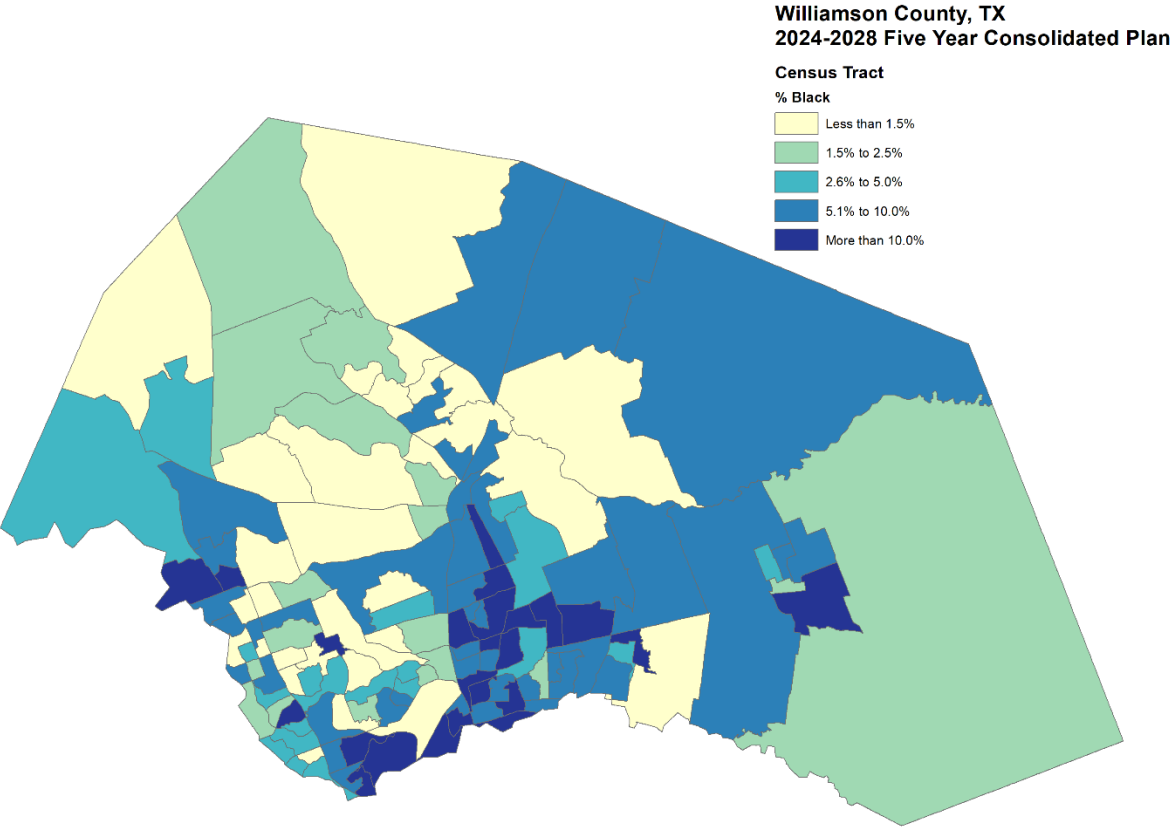 Williamson County, TX
2024-2028 Five Year Consolidated Plan
Census Tract
% Black
Less than 1.5%
1.5% to 2.5%
2.6% to 5.0%
5.1% to 10.0%
More than 10.0%